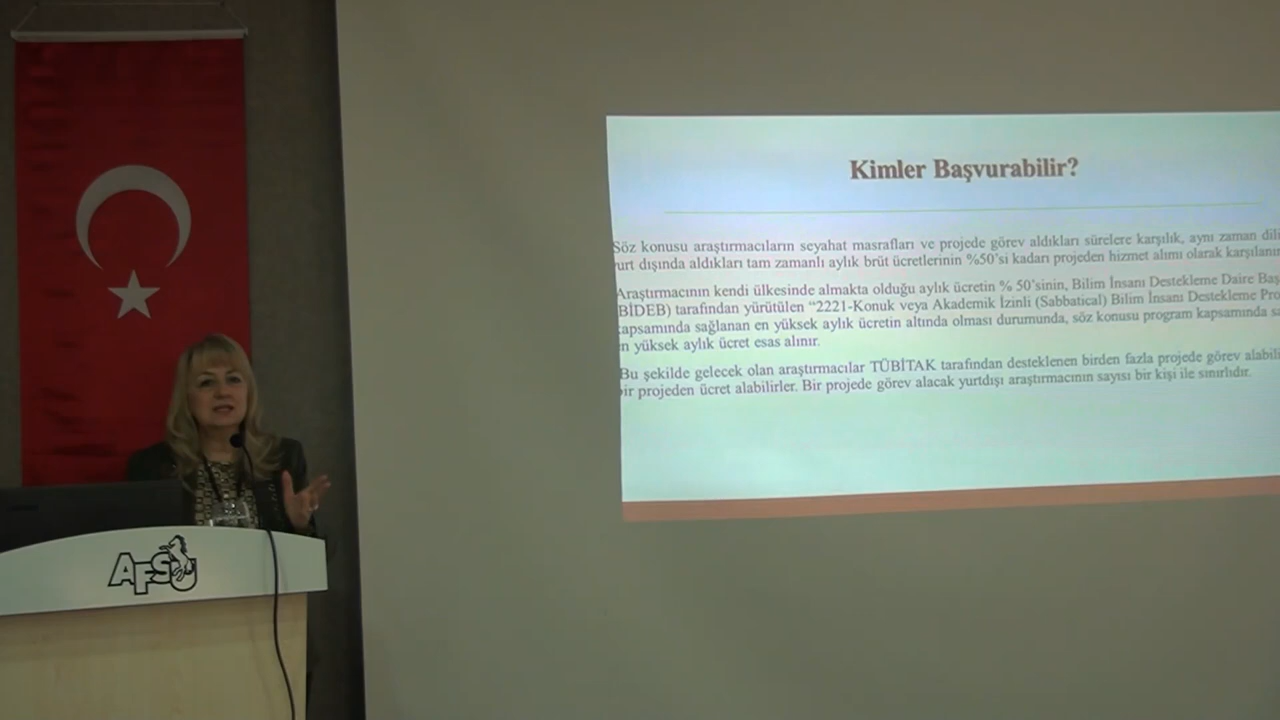 Kimler Başvurabilir?
Söz konusu araştırmacıların seyahat masrafları ve projede görev aldıkları sürelere karşılık, aynı zaman dili
urt dışında aldıkları tam zamanlı aylık brüt ücretlerinin %50'si kadarı projeden hizmet alımı olarak karşılanır
Araştırmacının kendi ülkesinde almakta olduğu aylık ücretin % 50'sinin, Bilim İnsanı Destekleme Daire Baş
BİDEB) tarafından yürütülen “2221-Konuk veya Akademik İzinli (Sabbatical) Bilim İnsanı Destekleme Pro
apsamında sağlanan en yüksek aylık ücretin altında olması durumunda, söz konusu program kapsamında sa
n yüksek aylık ücret esas alınır.
Bu şekilde gelecek olan araştırmacılar TÜBİTAK tarafından desteklenen birden fazla projede görev alabili
ir projeden ücret alabilirler. Bir projede görev alacak yurtdışı araştırmacının sayısı bir kişi ile sınırlıdır.
AFSU